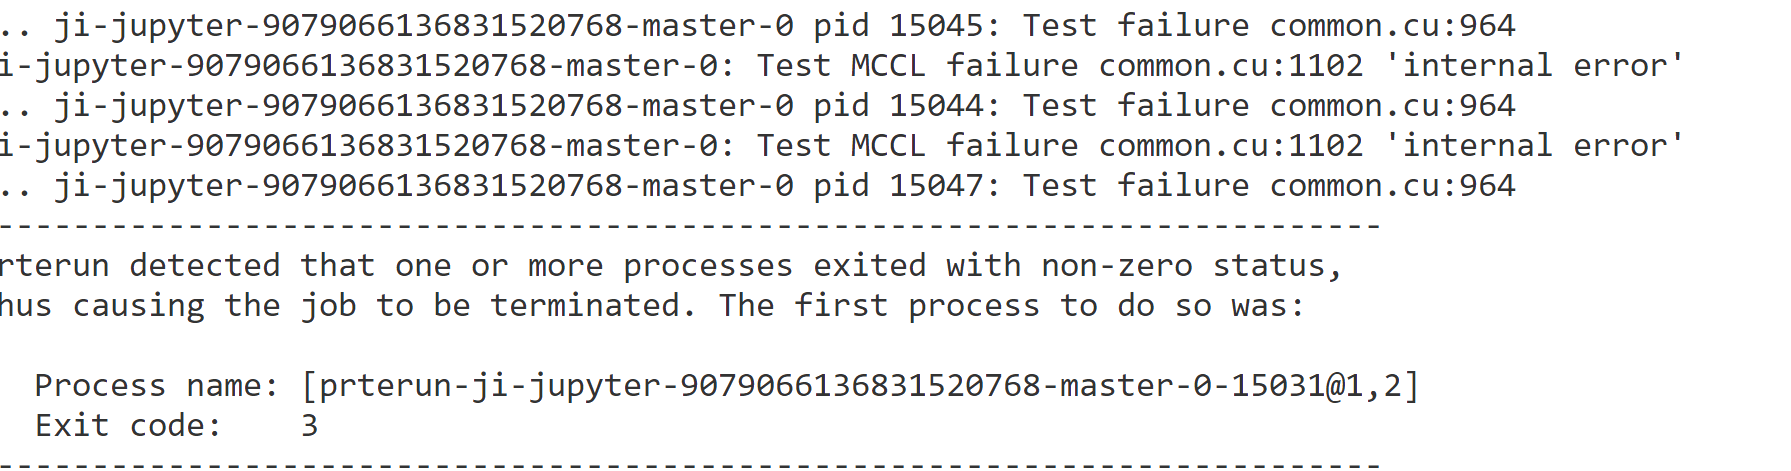 .. ji-jupyter-9079066136831520768-master-0 pid 15045: Test failure common.cu:964
i-jupyter-9079066136831520768-master-0: Test MCCL failure common.cu:1102 'internal error'
.. ji-jupyter-9079066136831520768-master-0 pid 15044: Test failure common.cu:964
i-jupyter-9079066136831520768-master-0: Test MCCL failure common.cu:1102 'internal error'
.. ji-jupyter-9079066136831520768-master-0 pid 15047: Test failure common.cu:964
--------------------------------------------------------------------------
rterun detected that one or more processes exited with non-zero status,
hus causing the job to be terminated. The first process to do so was:
Process name: [prterun-ji-jupyter-9079066136831520768-master-0-15031@1,2]
Exit code:    3
--------------------------------------------------------------------------